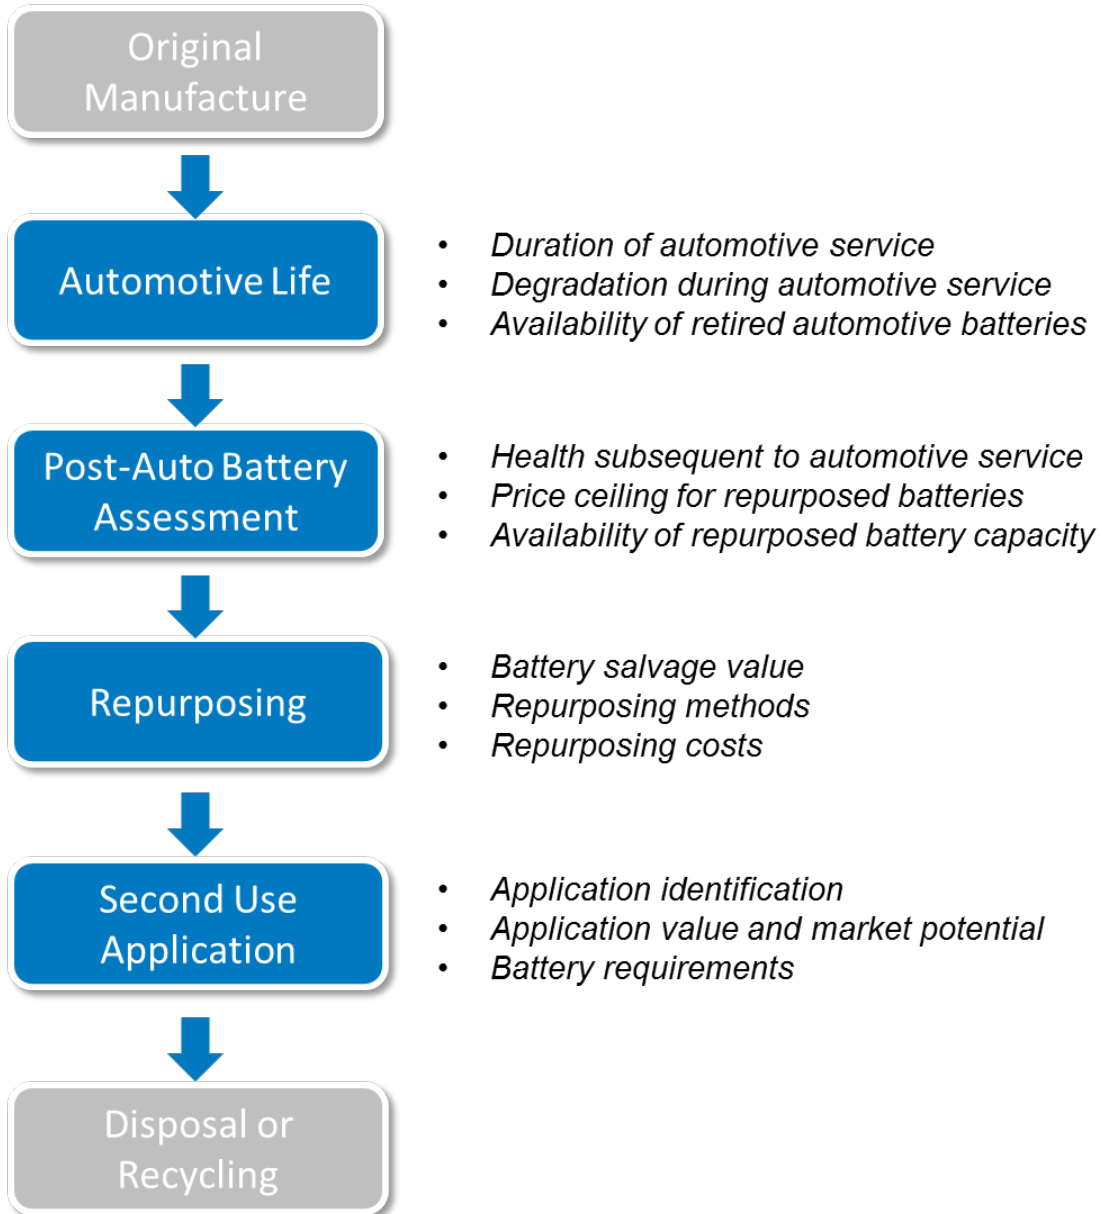 Original
Manufacture
Automotive Life
• Duration of automotive service
• Degradation during automotive service
• Availability of retired automotive batteries
Post-Auto Battery
Assessment
• Health subsequent to automotive service
• Price ceiling for repurposed batteries
• Availability of repurposed battery capacity
Repurposing
• Battery salvage value
• Repurposing methods
• Repurposing costs
Second Use
Application
• Application identification
• Application value and market potential
• Battery requirements
Disposal or
Recycling